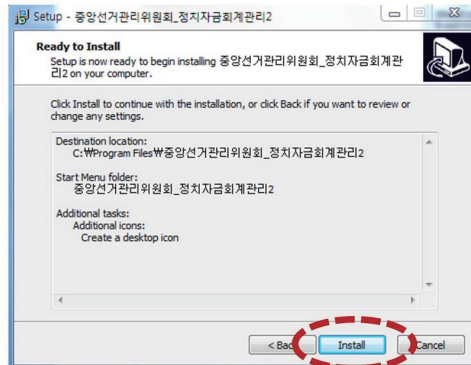 Setup - 중앙선거관리위원회_정치자금회계관리2
Ready to Install
Setup is now ready to begin installing 중앙선거관리위원회_정치자금회계관
리2 on your computer.
Click Install to continue with the installation, or click Back if you want to review or
change any settings.
Destination location:
C:₩Program Files₩중앙선거관리위원회_정치자금회계관리2
Start Menu folder:
중앙선거관리위원회_정치자금회계관리2
Additional tasks:
Additional icons:
Create a desktop icon
< Back
Install
Cancel